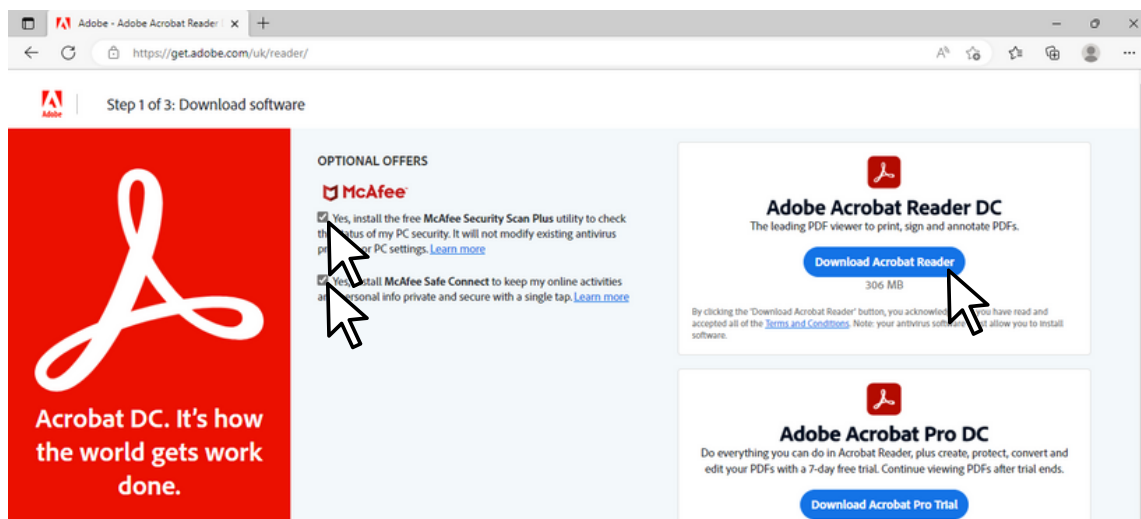 Adobe - Adobe Acrobat Reader
https://get.adobe.com/uk/reader/
Adobe
Step 1 of 3: Download software
Acrobat DC. It's how
the world gets work
done.
OPTIONAL OFFERS
McAfee
Yes, install the free McAfee Security Scan Plus utility to check
status of my PC security. It will not modify existing antivirus
or PC settings. Learn more
McAfee Safe Connect to keep my online activities
personal info private and secure with a single tap. Learn more
Adobe Acrobat Reader DC
The leading PDF viewer to print, sign and annotate PDFs.
Download Acrobat Reader
306 MB
By clicking the 'Download Acrobat Reader' button, you you have read and
accepted all of the Terms and Conditions. Note: your antivirus allow you to install
software.
Adobe Acrobat Pro DC
Do everything you can do in Acrobat Reader, plus create, protect, convert and
edit your PDFs with a 7-day free trial. Continue viewing PDFs after trial ends.
Download Acrobat Pro Trial